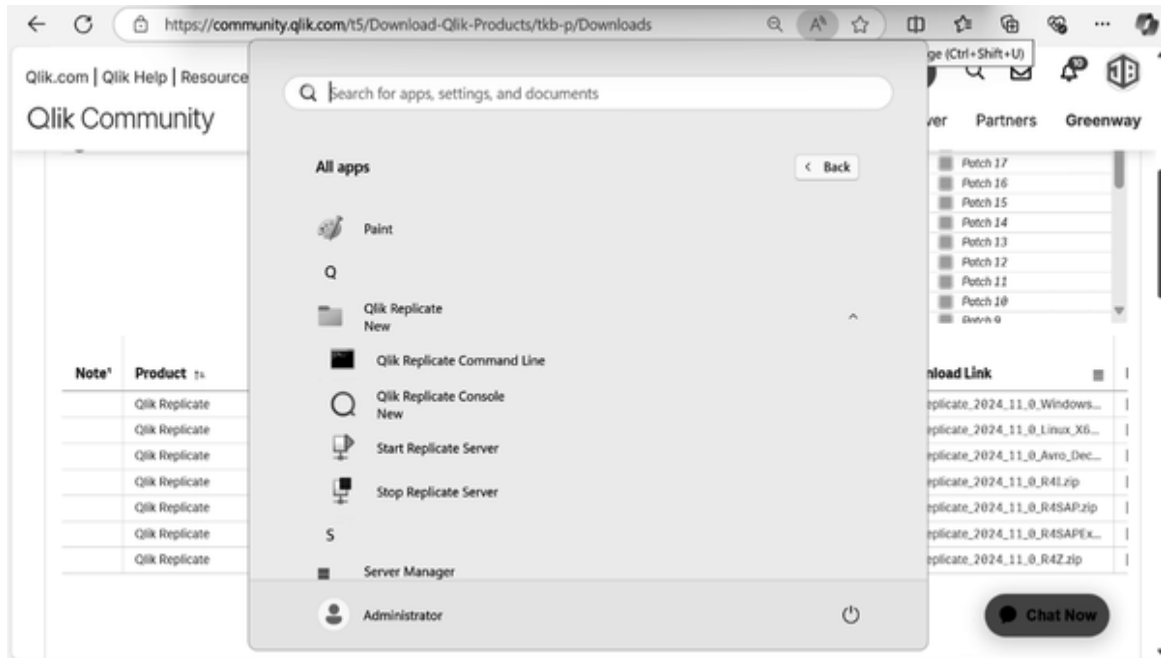 https://community.qlik.com/t5/Download-Qlik-Products/tkb-p/Downloads
ge (Ctrl+Shift+U)
Qlik.com | Qlik Help | Resource
Qlik Community
ver Partners Greenway
Search for apps, settings, and documents
All apps
Back
Paint
Q
Qlik Replicate
New
Qlik Replicate Command Line
Qlik Replicate Console
New
Start Replicate Server
Stop Replicate Server
S
Server Manager
Administrator
Patch 17
Patch 16
Patch 15
Patch 14
Patch 13
Patch 12
Patch 11
Patch 10
Patch 9
Note Product nload Link
Qlik Replicate eplicate_2024_11_0_Windows...
Qlik Replicate eplicate_2024_11_0_Linux_X6...
Qlik Replicate eplicate_2024_11_0_Avro_Dec...
Qlik Replicate eplicate_2024_11_0_R4I.zip
Qlik Replicate eplicate_2024_11_0_R4SAP.zip
Qlik Replicate eplicate_2024_11_0_R4SAPEx...
Qlik Replicate eplicate_2024_11_0_R4Z.zip
Chat Now